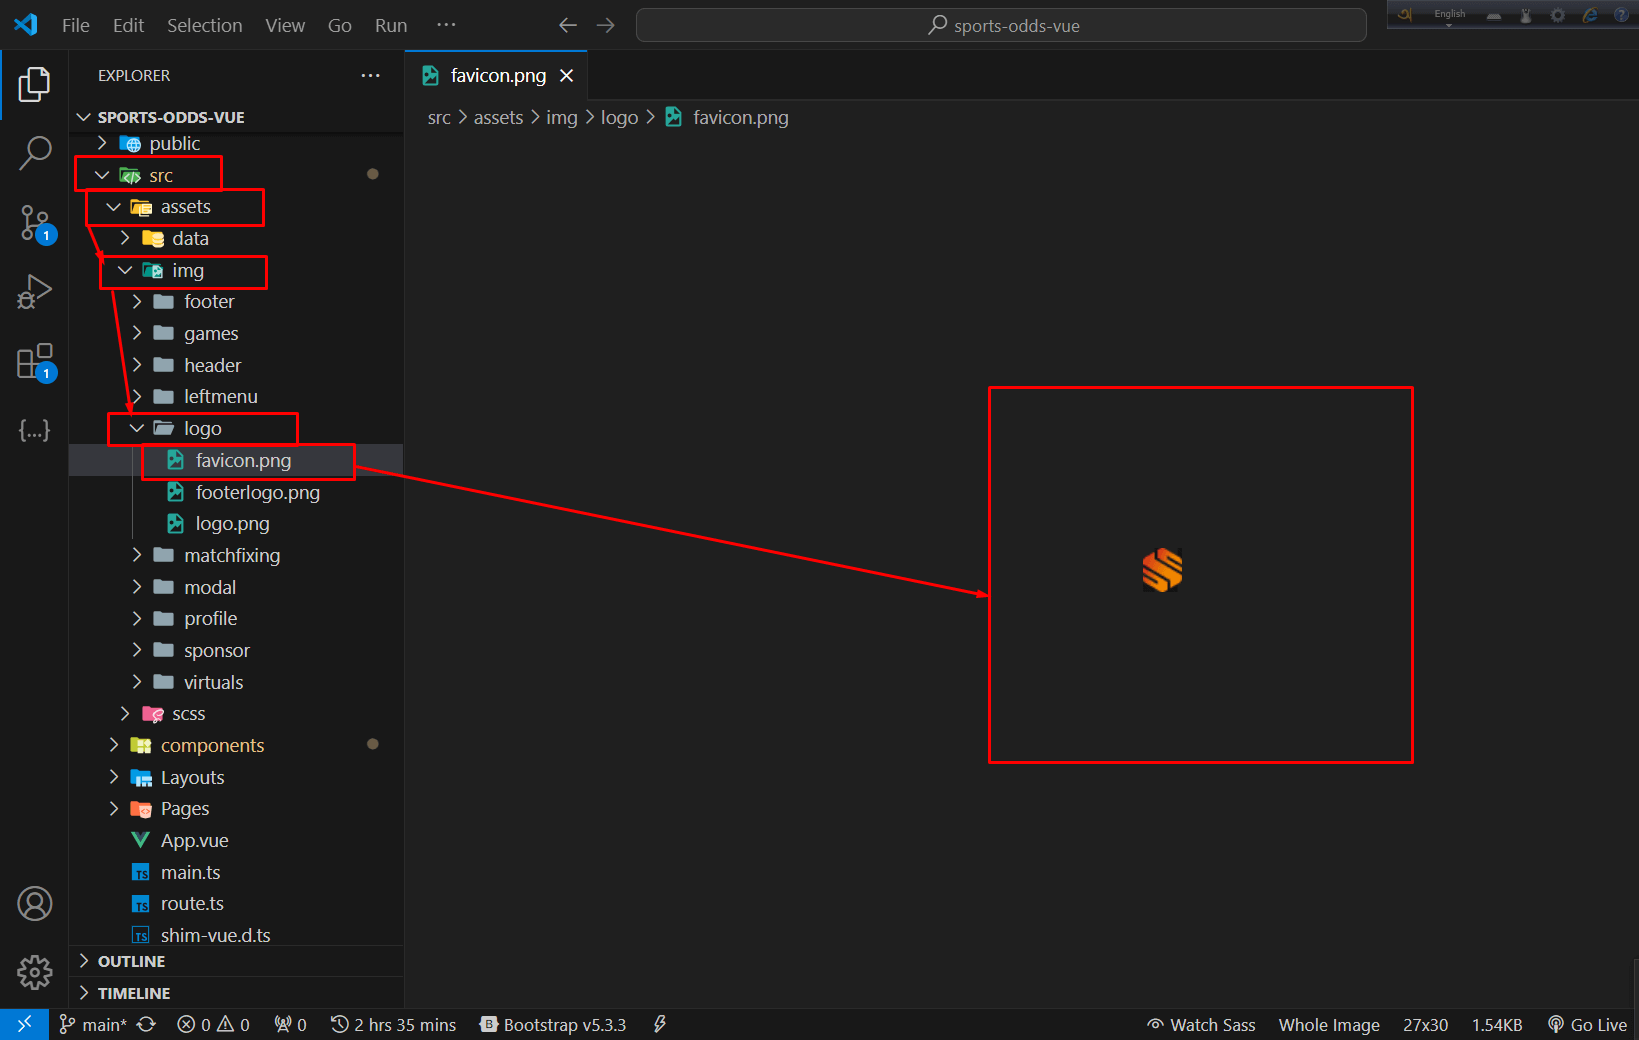 File Edit Selection View Go Run ··· sports-odds-vue অ English
EXPLORER ···
favicon.png
SPORTS-ODDS-VUE
src > assets > img > logo > favicon.png
public
src
assets
data
img
footer
games
header
leftmenu
logo
favicon.png
footerlogo.png
logo.png
matchfixing
modal
profile
sponsor
virtuals
scss
components
Layouts
Pages
App.vue
TS main.ts
TS route.ts
TS shim-vue.d.ts
OUTLINE
TIMELINE
1
1
{...}
main* 0 0 0 2 hrs 35 mins B Bootstrap v5.3.3 Watch Sass Whole Image 27x30 1.54KB Go Live